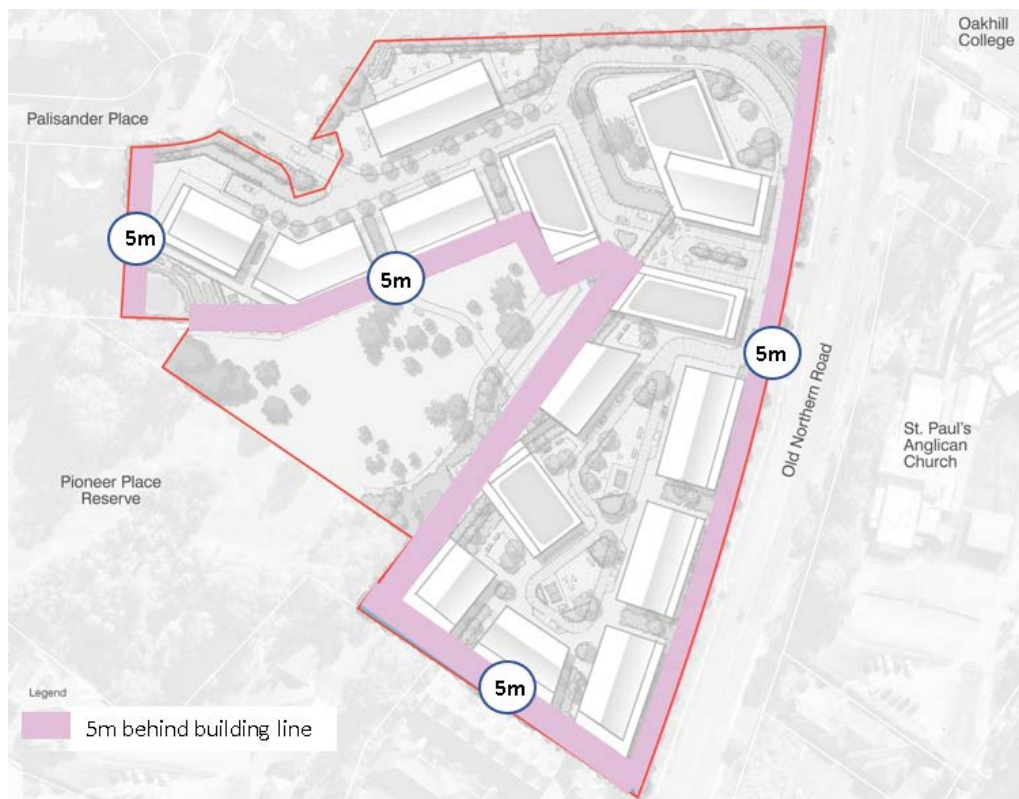 Oakhill
College
Palisander Place
5m
5m
5m
Old Northern Road
St. Paul's
Anglican
Church
Pioneer Place
Reserve
5m
Legend
5m behind building line